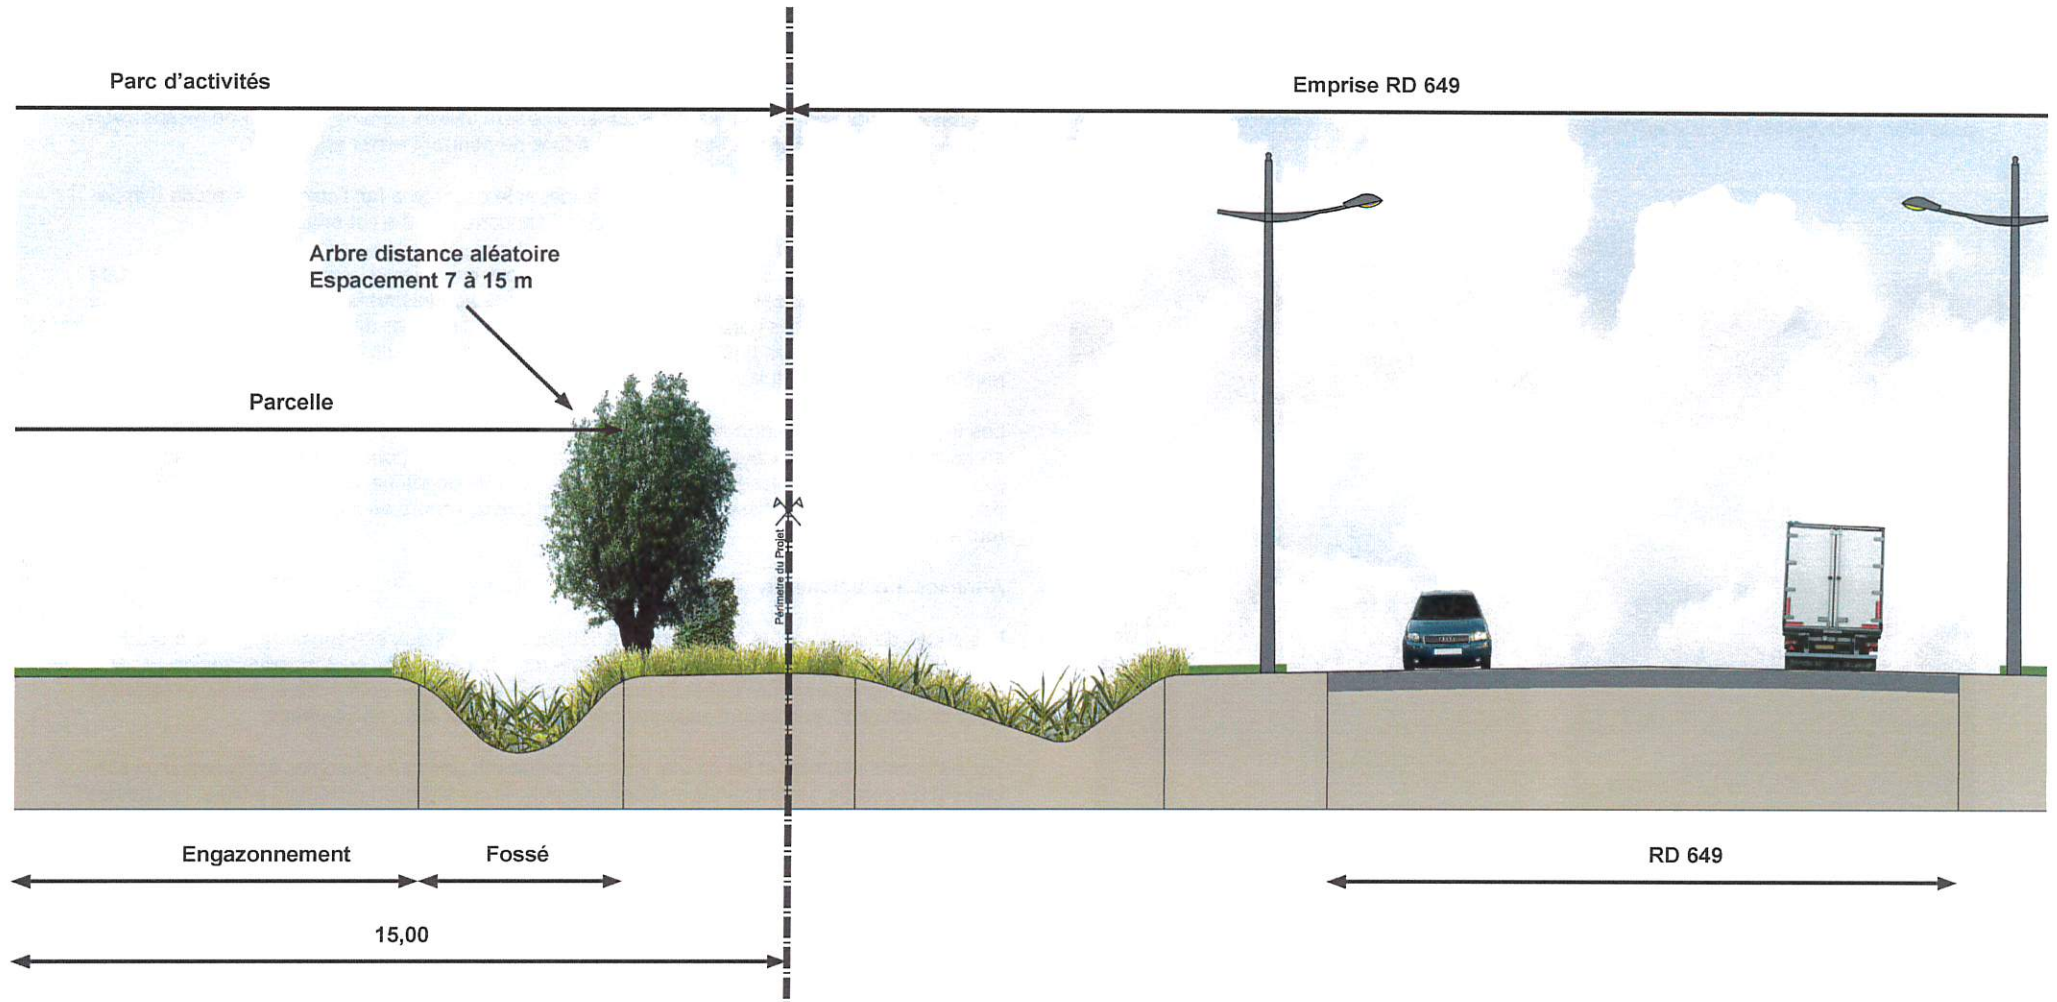 Parc d'activités
Emprise RD 649
Arbre distance aléatoire
Espacement 7 à 15 m
Parcelle
Périmetre du Projet
Engazonnement
Fossé
RD 649
15,00